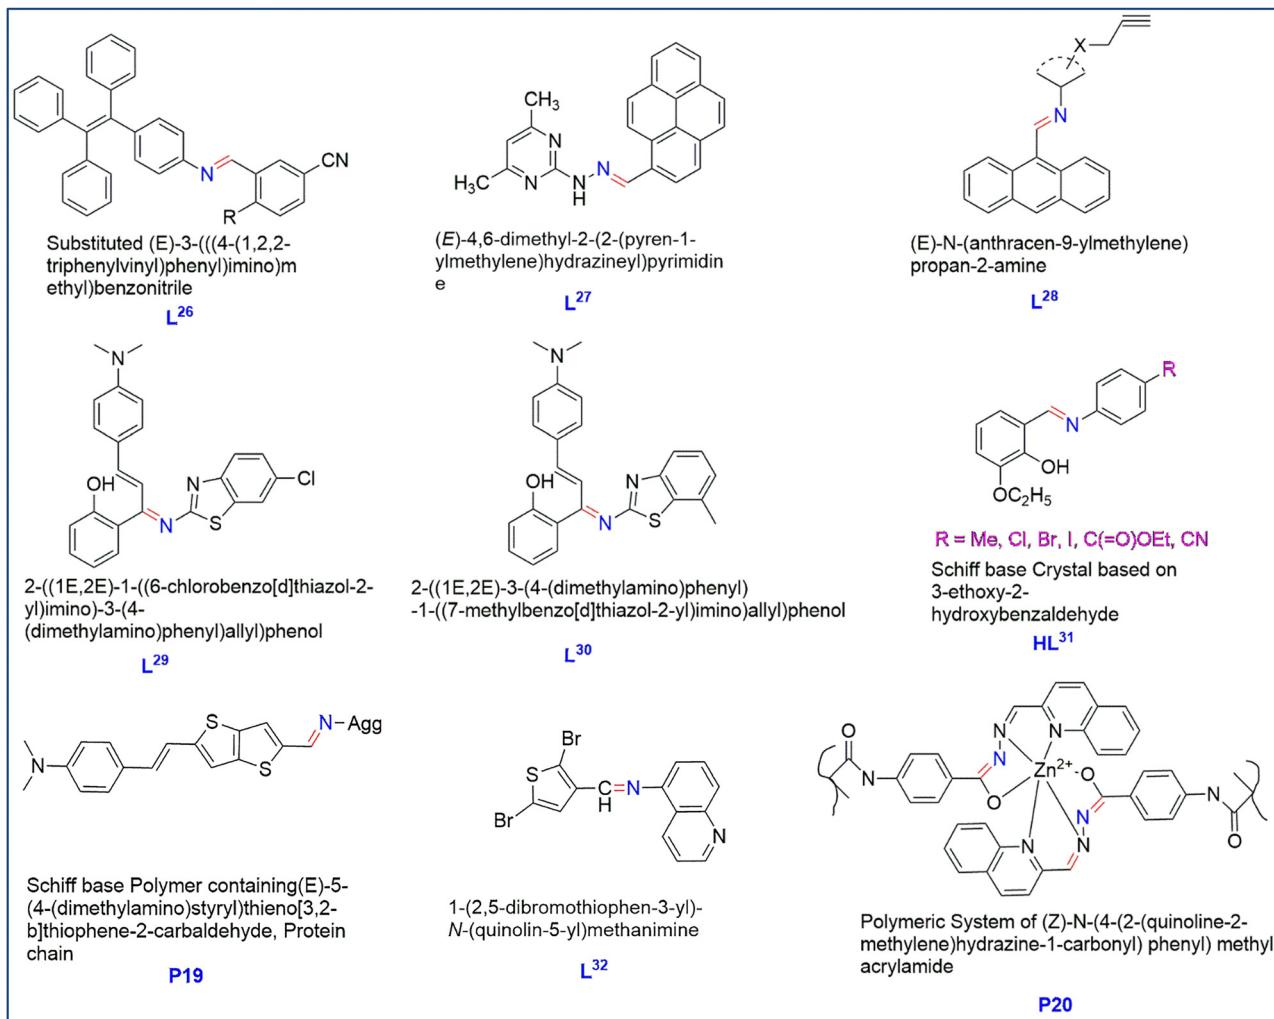 CN
N
R
Substituted (E)-3-(((4-(1,2,2-
triphenylvinyl)phenyl)imino)m
ethyl)benzonitrile
L26
CH3
N
N
N
H3C
N
H
(E)-4,6-dimethyl-2-(2-(pyren-1-
ylmethylene)hydrazineyl)pyrimidin
e
L27
X
N
(E)-N-(anthracen-9-ylmethylene)
propan-2-amine
L28
N
OH
N
Cl
S
N
2-((1E,2E)-1-((6-chlorobenzo[d]thiazol-2-
yl)imino)-3-(4-
(dimethylamino)phenyl)allyl)phenol
L29
N
OH
N
S
N
2-((1E,2E)-3-(4-(dimethylamino)phenyl)
-1-((7-methylbenzo[d]thiazol-2-yl)imino)allyl)phenol
L30
R
N
OH
OC2H5
R = Me, Cl, Br, I, C(=O)OEt, CN
Schiff base Crystal based on
3-ethoxy-2-
hydroxybenzaldehyde
HL31
N
S
S
N
Agg
Schiff base Polymer containing(E)-5-
(4-(dimethylamino)styryl)thieno[3,2-
b]thiophene-2-carbaldehyde, Protein
chain
P19
Br
S
Br
C
H
N
N
1-(2,5-dibromothiophen-3-yl)-
N-(quinolin-5-yl)methanimine
L32
O
N
H
N
N
N
Zn2+
O
O
N
N
N
N
H
O
Polymeric System of (Z)-N-(4-(2-(quinoline-2-
methylene)hydrazine-1-carbonyl) phenyl) methyl
acrylamide
P20